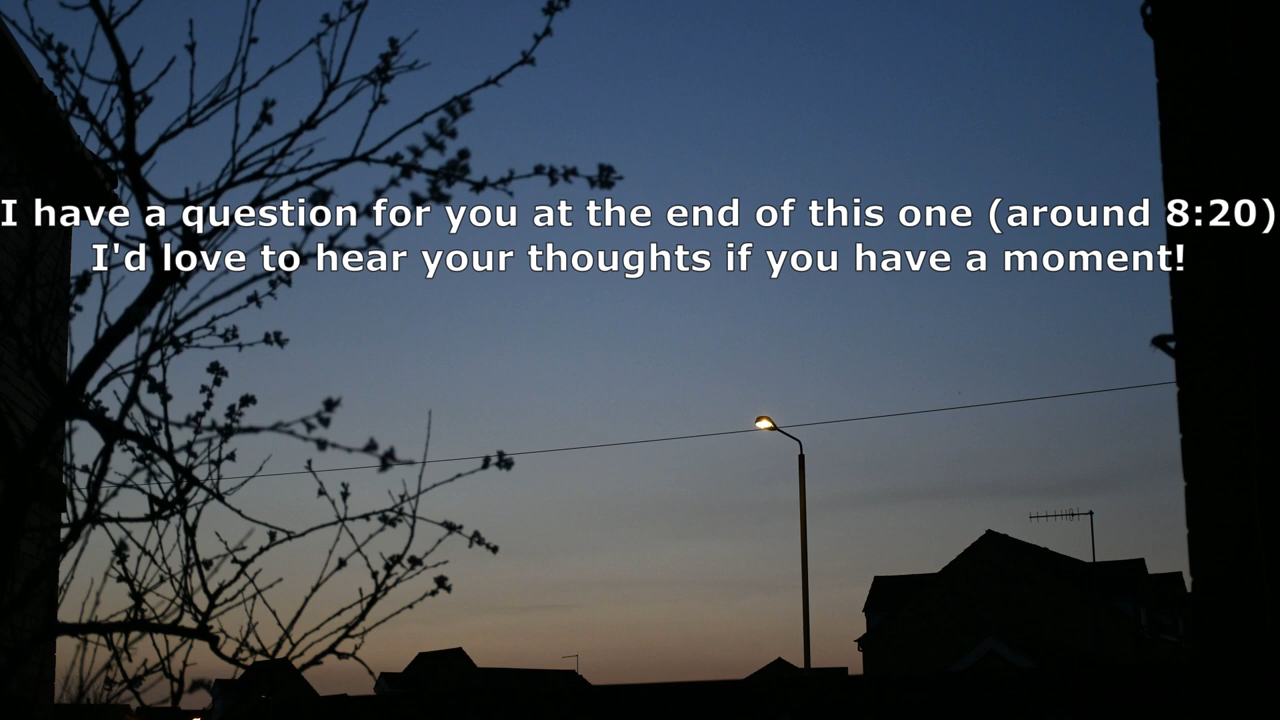 I have a question for you at the end of this one (around 8:20)
I'd love to hear your thoughts if you have a moment!